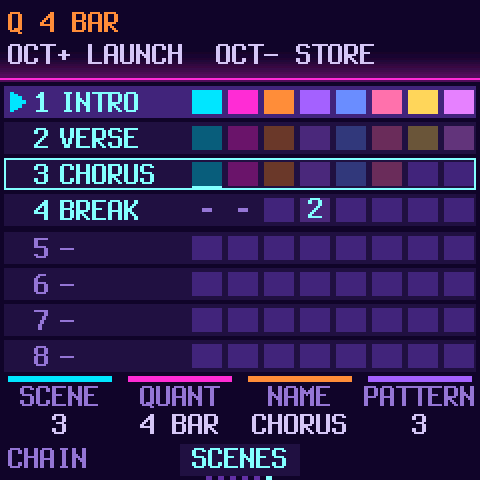 Q 4 BAR
OCT+ LAUNCH OCT- STORE
1 INTRO
2 VERSE
3 CHORUS
4 BREAK - - 2
5 -
6 -
7 -
8 -
SCENE QUANT NAME PATTERN
3 4 BAR CHORUS 3
CHAIN SCENES